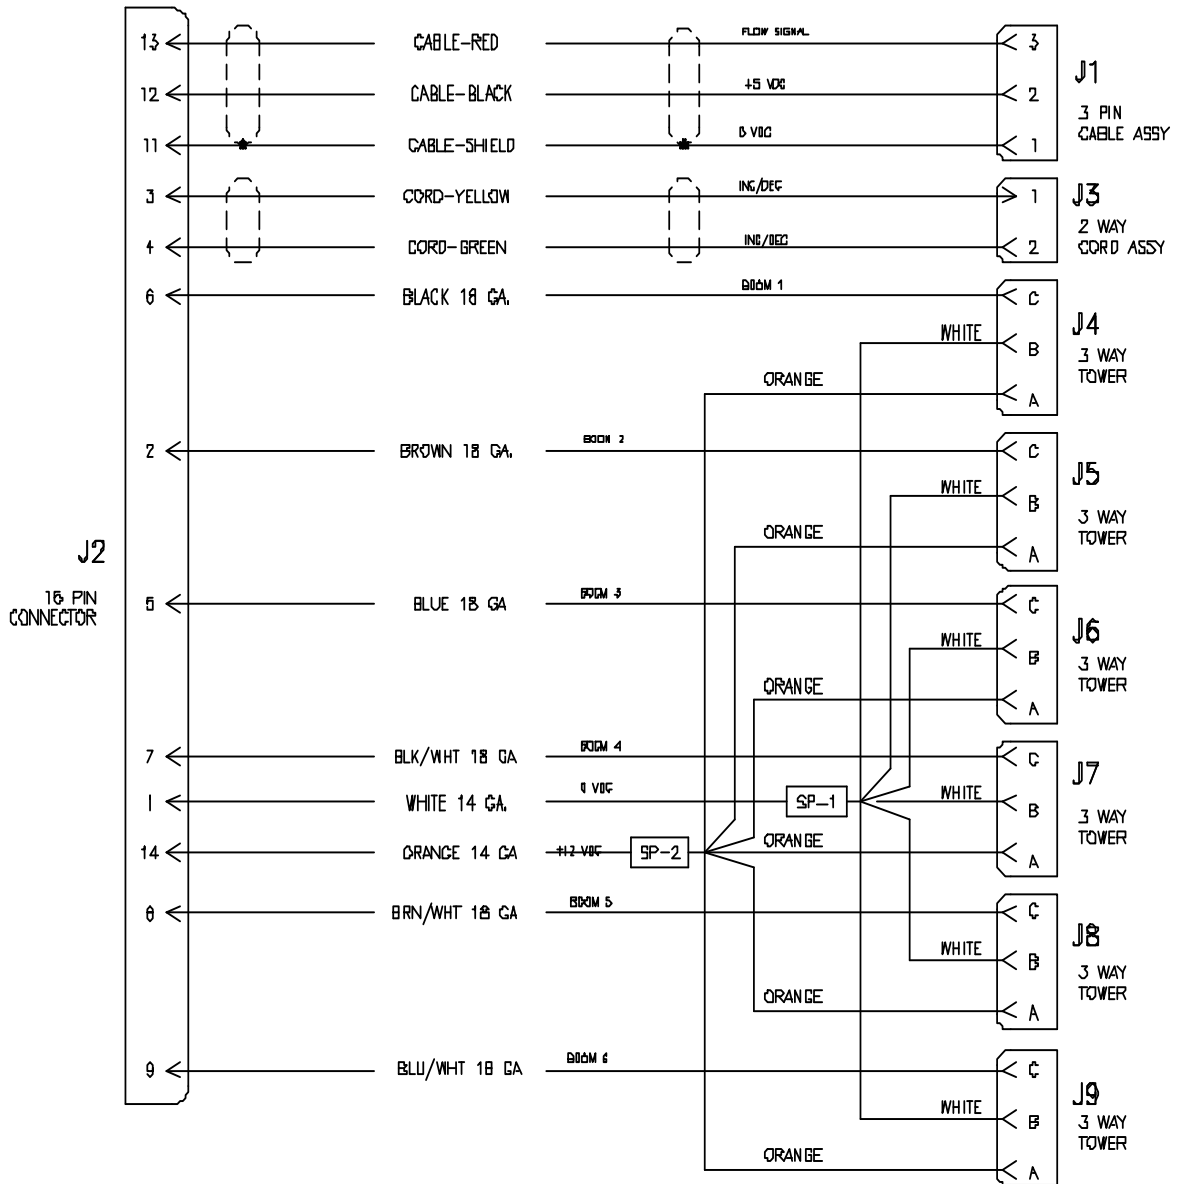 13 CABLE-RED FLOW SIGNAL 3
12 CABLE-BLACK +5 VDC 2
11 CABLE-SHIELD 0 VDC 1
J1
3 PIN
CABLE ASSY
3 CORD-YELLOW INC/DEC 1
4 CORD-GREEN INC/DEC 2
J3
2 WAY
CORD ASSY
6 BLACK 18 GA. BOOM 1 C
WHITE B
ORANGE A
J4
3 WAY
TOWER
2 BROWN 18 GA. BOOM 2 C
WHITE B
ORANGE A
J5
3 WAY
TOWER
J2
16 PIN
CONNECTOR
5 BLUE 18 GA BOOM 3 C
WHITE B
ORANGE A
J6
3 WAY
TOWER
7 BLK/WHT 18 GA BOOM 4 C
1 WHITE 14 GA. 0 VDC SP-1 WHITE B
14 ORANGE 14 GA +12 VDC SP-2 ORANGE A
J7
3 WAY
TOWER
8 BRN/WHT 18 GA BOOM 5 C
WHITE B
ORANGE A
J8
3 WAY
TOWER
9 BLU/WHT 18 GA BOOM 6 C
WHITE B
ORANGE A
J9
3 WAY
TOWER